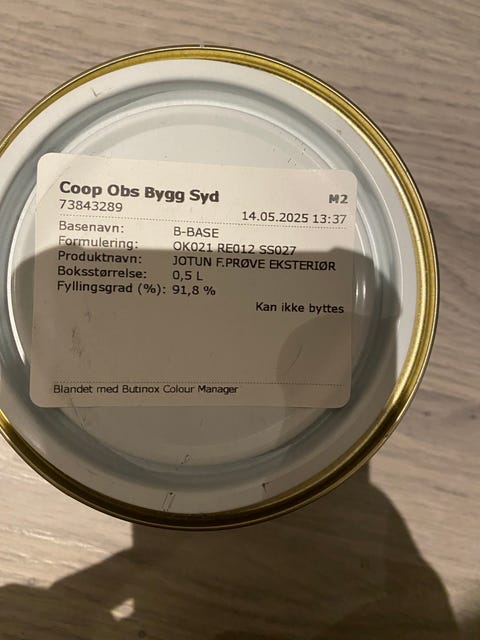 Coop Obs Bygg Syd M2
73843289
14.05.2025 13:37
Basenavn: B-BASE
Formulering: OK021 RE012 SS027
Produktnavn: JOTUN F.PRØVE EKSTERIØR
Boksstørrelse: 0,5 L
Fyllingsgrad (%): 91,8 %
Kan ikke byttes
Blandet med Butinox Colour Manager